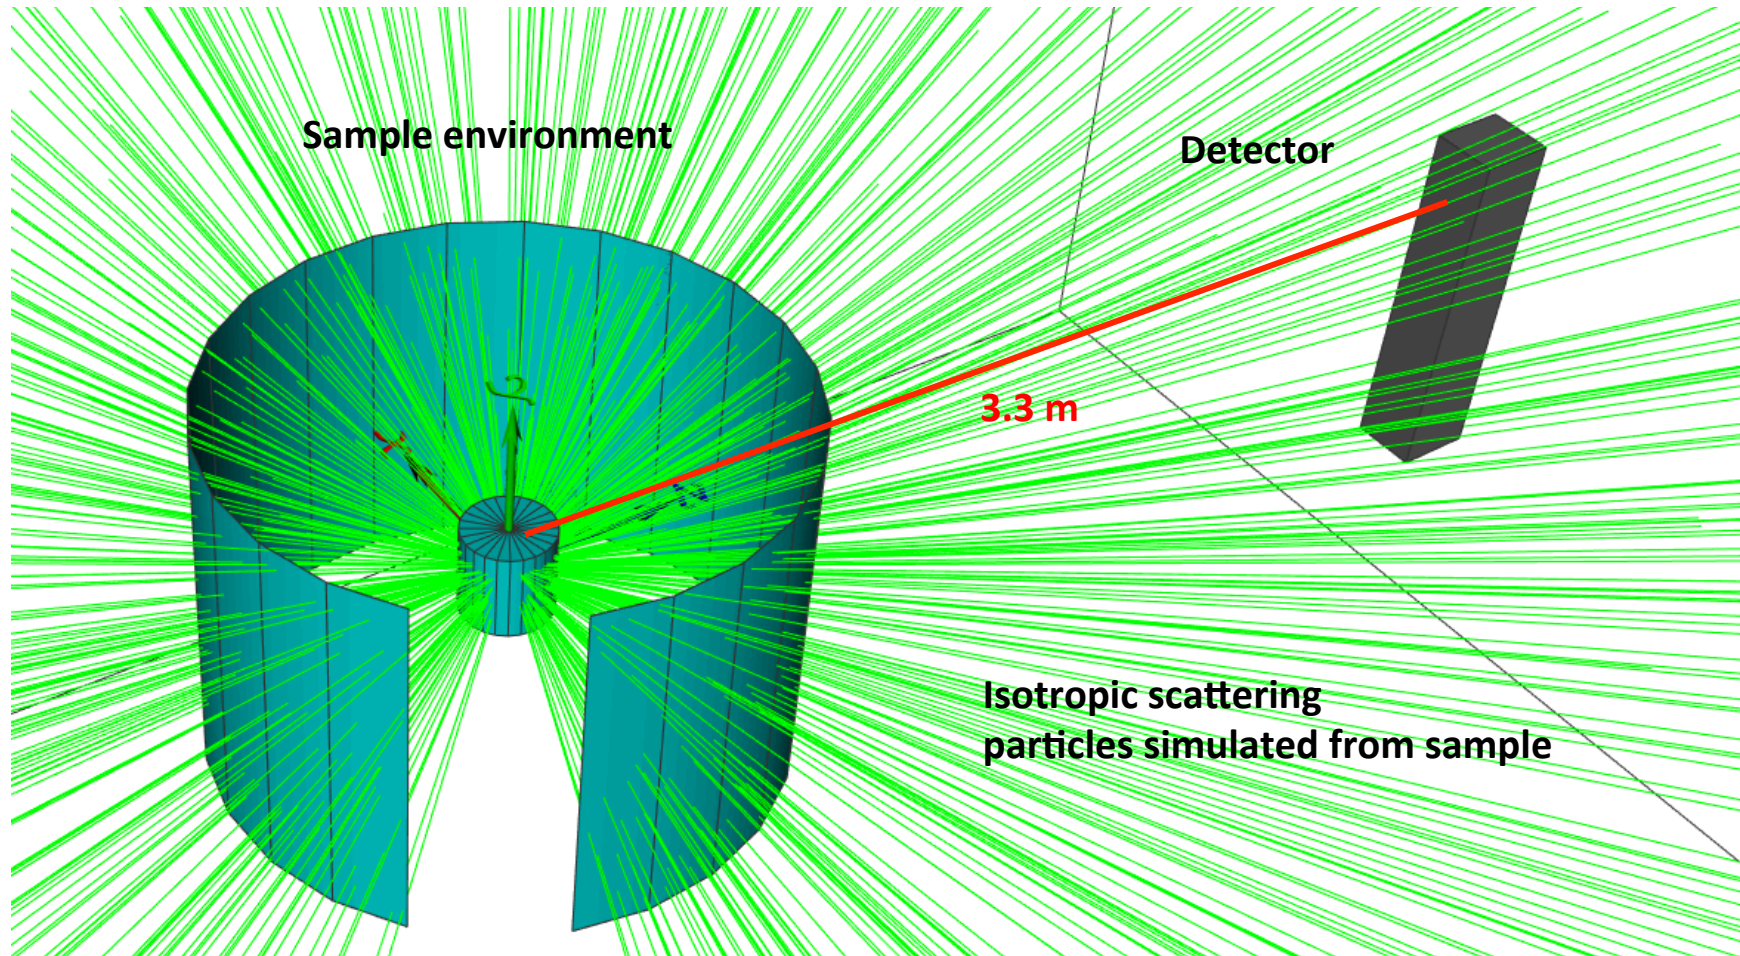 Sample environment
Detector
3.3 m
Isotropic scattering
particles simulated from sample